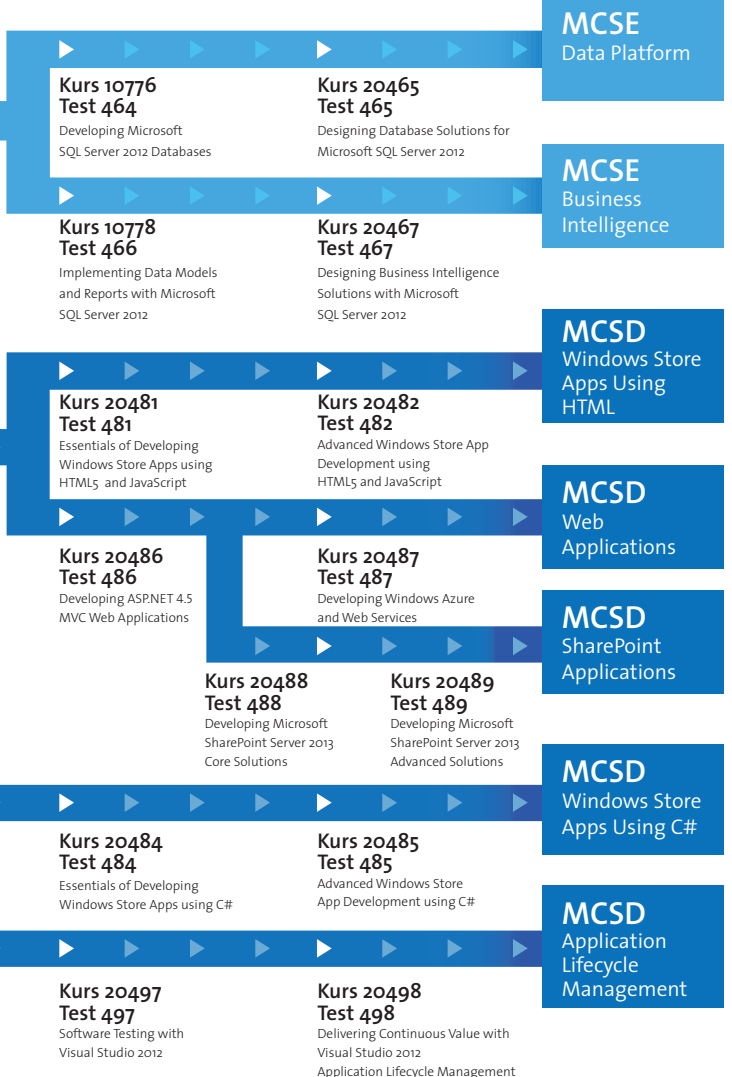 MCSE
Data Platform
Kurs 10776
Test 464
Developing Microsoft
SQL Server 2012 Databases
Kurs 20465
Test 465
Designing Database Solutions for
Microsoft SQL Server 2012
MCSE
Business
Intelligence
Kurs 10778
Test 466
Implementing Data Models
and Reports with Microsoft
SQL Server 2012
Kurs 20467
Test 467
Designing Business Intelligence
Solutions with Microsoft
SQL Server 2012
MCSD
Windows Store
Apps Using
HTML
Kurs 20481
Test 481
Essentials of Developing
Windows Store Apps using
HTML5 and JavaScript
Kurs 20482
Test 482
Advanced Windows Store App
Development using
HTML5 and JavaScript
MCSD
Web
Applications
Kurs 20486
Test 486
Developing ASP.NET 4.5
MVC Web Applications
Kurs 20487
Test 487
Developing Windows Azure
and Web Services
MCSD
SharePoint
Applications
Kurs 20488
Test 488
Developing Microsoft
SharePoint Server 2013
Core Solutions
Kurs 20489
Test 489
Developing Microsoft
SharePoint Server 2013
Advanced Solutions
MCSD
Windows Store
Apps Using C#
Kurs 20484
Test 484
Essentials of Developing
Windows Store Apps using C#
Kurs 20485
Test 485
Advanced Windows Store
App Development using C#
MCSD
Application
Lifecycle
Management
Kurs 20497
Test 497
Software Testing with
Visual Studio 2012
Kurs 20498
Test 498
Delivering Continuous Value with
Visual Studio 2012
Application Lifecycle Management